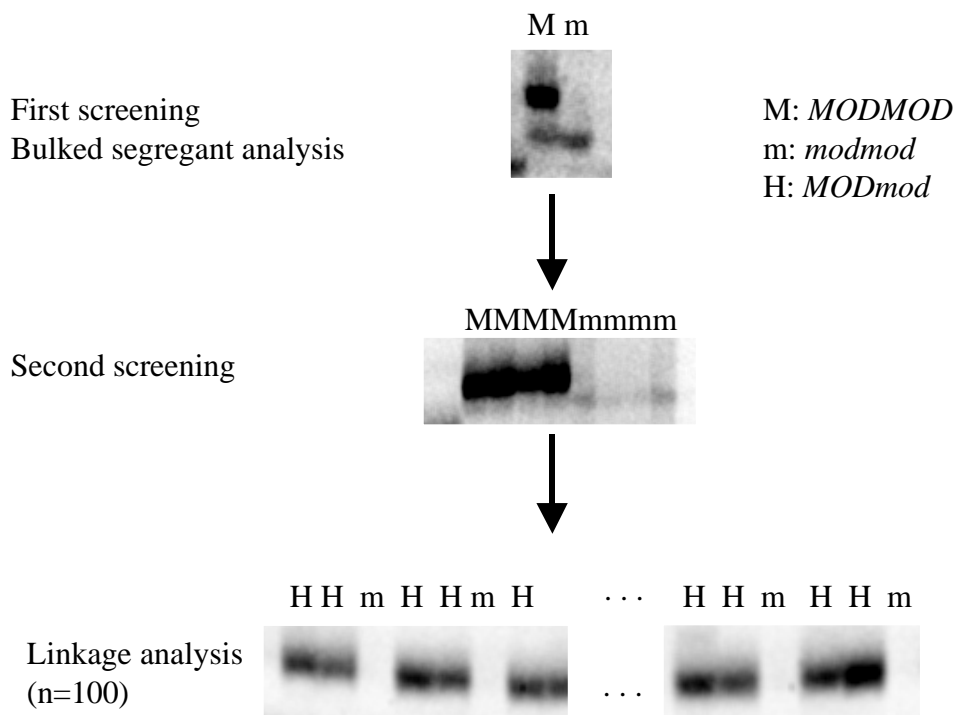 M m
First screening
Bulked segregant analysis
M: MODMOD
m: modmod
H: MODmod
MMMMmmmm
Second screening
H H m H H m H ... H H m H H m
Linkage analysis
(n=100)
...